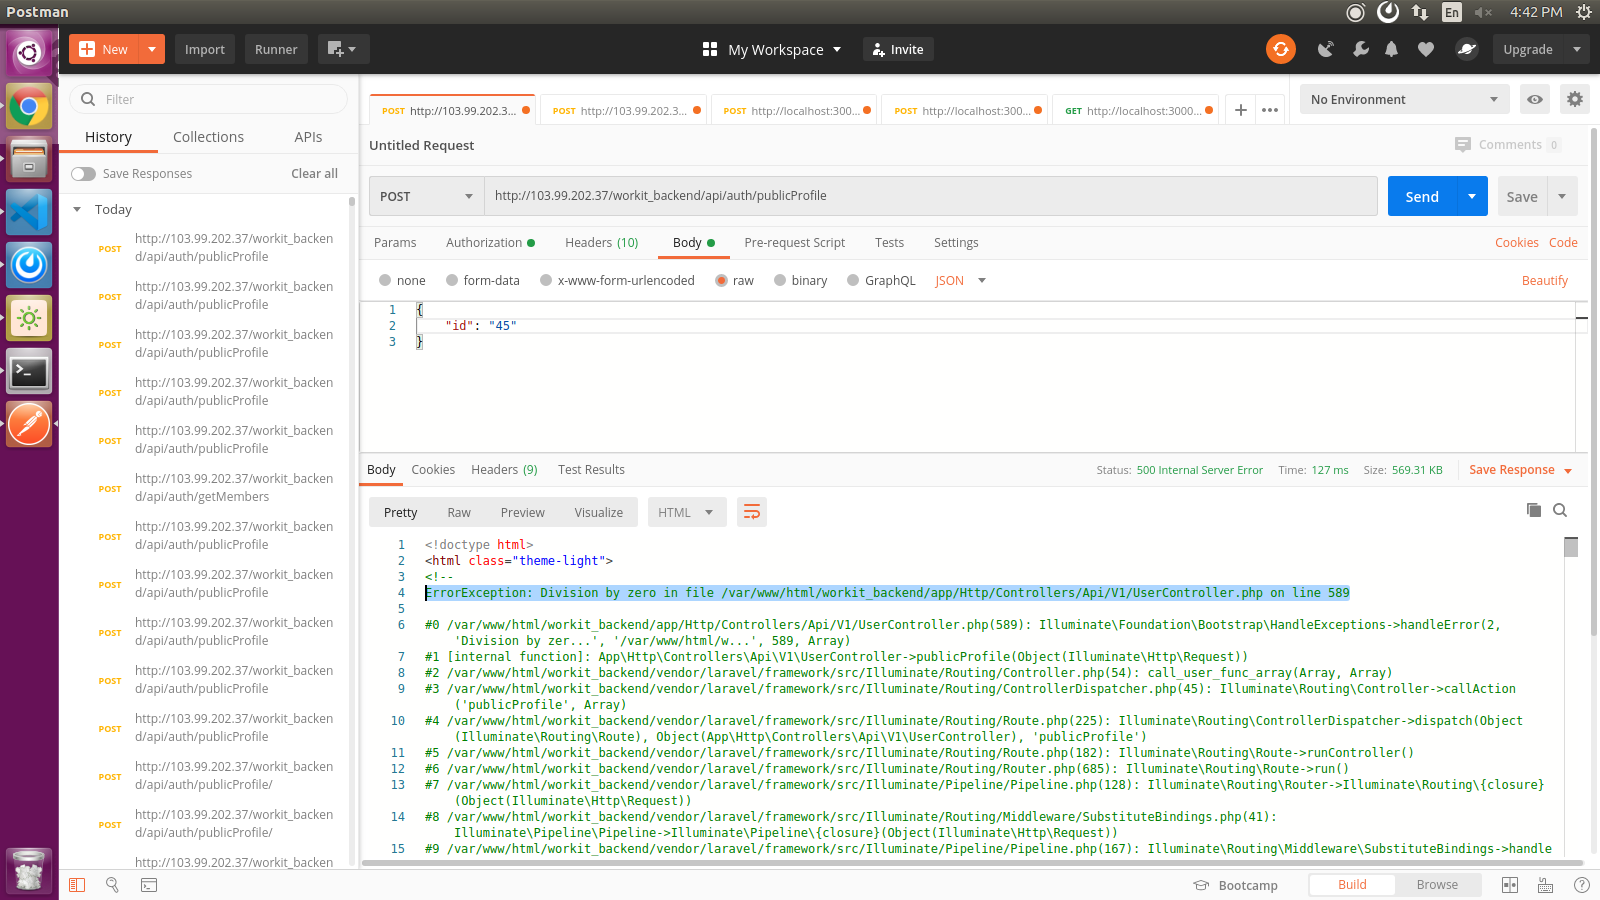 Postman
En
4:42 PM
New
Import
Runner
My Workspace
Invite
Upgrade
Filter
History
Collections
APIs
Save Responses
Clear all
Today
POST
http://103.99.202.37/workit_backen
d/api/auth/publicProfile
POST
http://103.99.202.37/workit_backen
d/api/auth/publicProfile
POST
http://103.99.202.37/workit_backen
d/api/auth/publicProfile
POST
http://103.99.202.37/workit_backen
d/api/auth/publicProfile
POST
http://103.99.202.37/workit_backen
d/api/auth/publicProfile
POST
http://103.99.202.37/workit_backen
d/api/auth/getMembers
POST
http://103.99.202.37/workit_backen
d/api/auth/publicProfile
POST
http://103.99.202.37/workit_backen
d/api/auth/publicProfile
POST
http://103.99.202.37/workit_backen
d/api/auth/publicProfile
POST
http://103.99.202.37/workit_backen
d/api/auth/publicProfile
POST
http://103.99.202.37/workit_backen
d/api/auth/publicProfile
POST
http://103.99.202.37/workit_backen
d/api/auth/publicProfile/
POST
http://103.99.202.37/workit_backen
d/api/auth/publicProfile/
http://103.99.202.37/workit_backen
POST http://103.99.202.3...
POST http://103.99.202.3...
POST http://localhost:300...
POST http://localhost:300...
GET http://localhost:3000...
No Environment
Untitled Request
Comments 0
POST
http://103.99.202.37/workit_backend/api/auth/publicProfile
Send
Save
Params
Authorization
Headers (10)
Body
Pre-request Script
Tests
Settings
Cookies
Code
none
form-data
x-www-form-urlencoded
raw
binary
GraphQL
JSON
Beautify
1 {
2 "id": "45"
3 }
Body
Cookies
Headers (9)
Test Results
Status: 500 Internal Server Error
Time: 127 ms
Size: 569.31 KB
Save Response
Pretty
Raw
Preview
Visualize
HTML
1 <!doctype html>
2 <html class="theme-light">
3 <!--
4 ErrorException: Division by zero in file /var/www/html/workit_backend/app/Http/Controllers/Api/V1/UserController.php on line 589
5
6 #0 /var/www/html/workit_backend/app/Http/Controllers/Api/V1/UserController.php(589): Illuminate\Foundation\Bootstrap\HandleExceptions->handleError(2,
'Division by zer...', '/var/www/html/w...', 589, Array)
7 #1 [internal function]: App\Http\Controllers\Api\V1\UserController->publicProfile(Object(Illuminate\Http\Request))
8 #2 /var/www/html/workit_backend/vendor/laravel/framework/src/Illuminate/Routing/Controller.php(54): call_user_func_array(Array, Array)
9 #3 /var/www/html/workit_backend/vendor/laravel/framework/src/Illuminate/Routing/ControllerDispatcher.php(45): Illuminate\Routing\Controller->callAction
('publicProfile', Array)
10 #4 /var/www/html/workit_backend/vendor/laravel/framework/src/Illuminate/Routing/Route.php(225): Illuminate\Routing\ControllerDispatcher->dispatch(Object
(Illuminate\Routing\Route), Object(App\Http\Controllers\Api\V1\UserController), 'publicProfile')
11 #5 /var/www/html/workit_backend/vendor/laravel/framework/src/Illuminate/Routing/Route.php(182): Illuminate\Routing\Route->runController()
12 #6 /var/www/html/workit_backend/vendor/laravel/framework/src/Illuminate/Routing/Router.php(685): Illuminate\Routing\Route->run()
13 #7 /var/www/html/workit_backend/vendor/laravel/framework/src/Illuminate/Pipeline/Pipeline.php(128): Illuminate\Routing\Router->Illuminate\Routing\{closure}
(Object(Illuminate\Http\Request))
14 #8 /var/www/html/workit_backend/vendor/laravel/framework/src/Illuminate/Routing/Middleware/SubstituteBindings.php(41):
Illuminate\Pipeline\Pipeline->Illuminate\Pipeline\{closure}(Object(Illuminate\Http\Request))
15 #9 /var/www/html/workit_backend/vendor/laravel/framework/src/Illuminate/Pipeline/Pipeline.php(167): Illuminate\Routing\Middleware\SubstituteBindings->handle
Bootcamp
Build
Browse